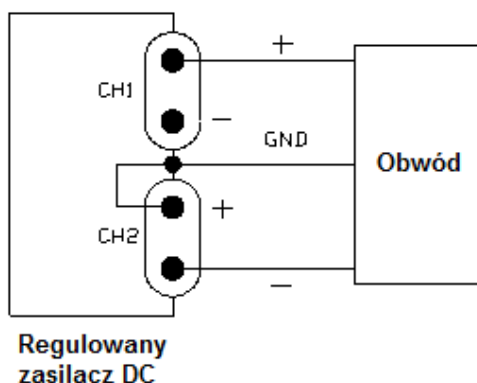 +
CH1
−
GND
Obwód
+
CH2
−
Regulowany
zasilacz DC